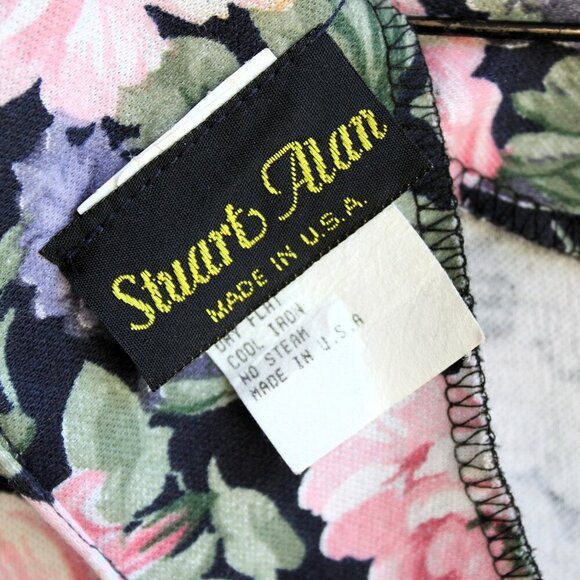 Stuart Alan
MADE IN U.S.A.
DRY FLAT
COOL IRON
NO STEAM
MADE IN U.S.A